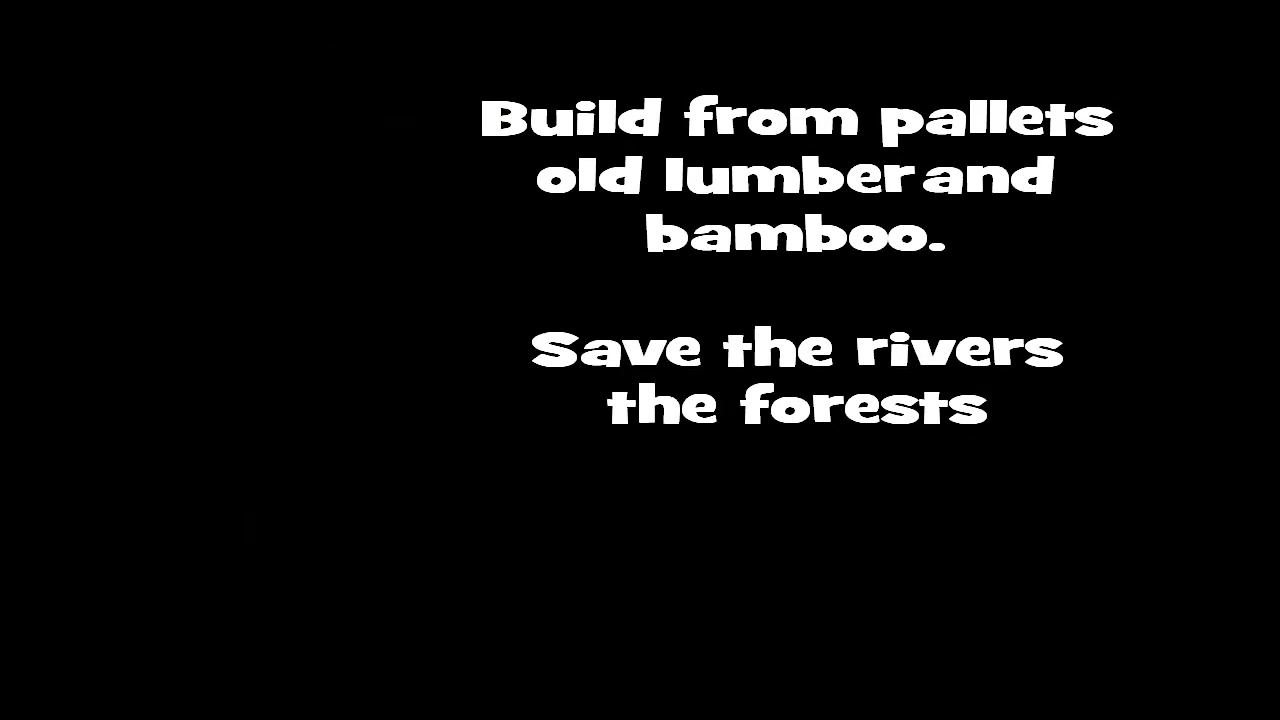 Build from pallets
old lumber and
bamboo.
Save the rivers
the forests